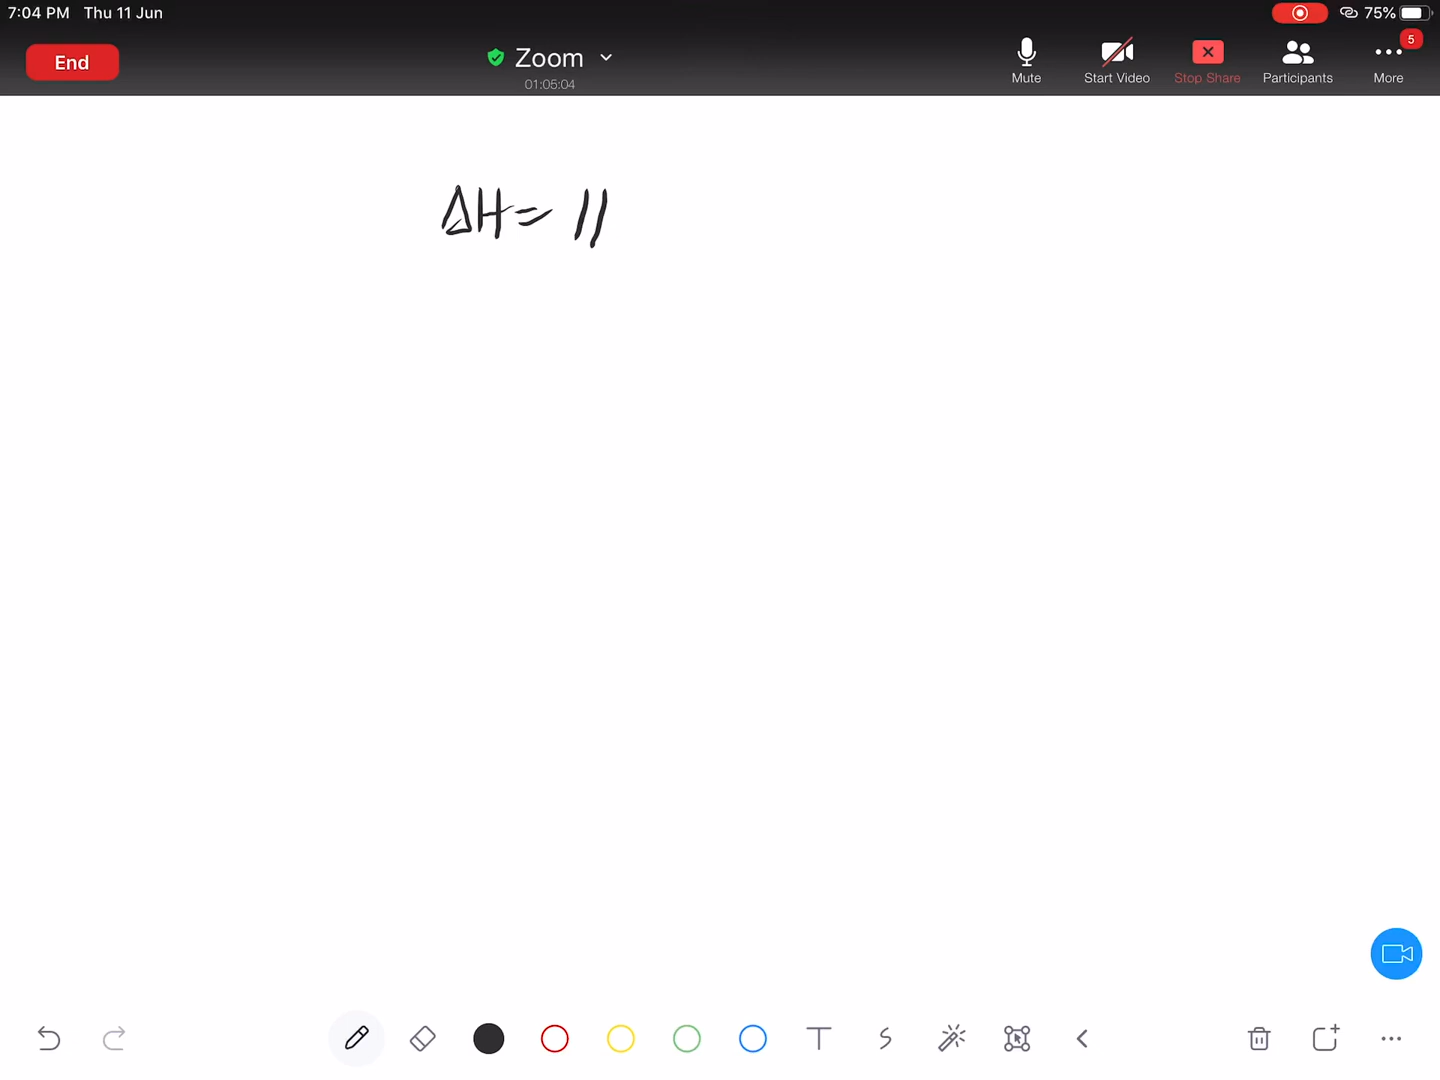 7:04 PM Thu 11 Jun 75%
End Zoom 01:05:04 Mute Start Video Stop Share Participants More 5
ΔH = 11
T